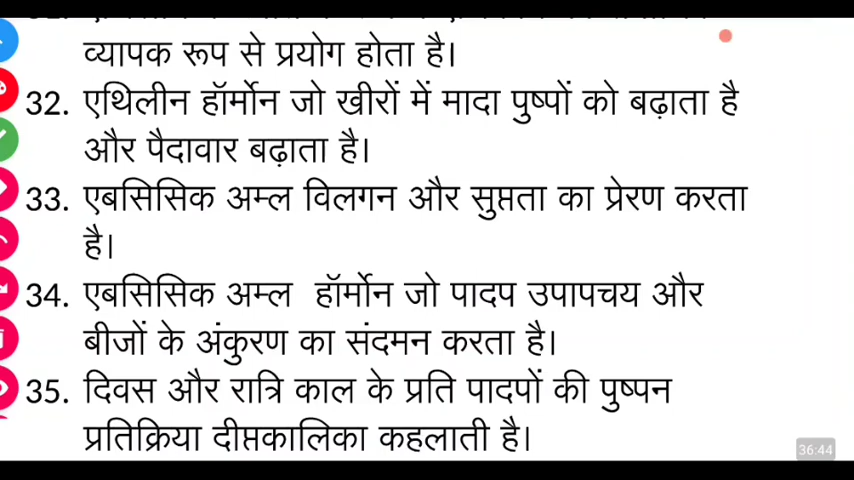 व्यापक रूप से प्रयोग होता है।
32. एथिलीन हॉर्मोन जो खीरों में मादा पुष्पों को बढ़ाता है
और पैदावार बढ़ाता है।
33. एबसिसिक अम्ल विलगन और सुप्तता का प्रेरण करता
है।
34. एबसिसिक अम्ल हॉर्मोन जो पादप उपापचय और
बीजों के अंकुरण का संदमन करता है।
35. दिवस और रात्रि काल के प्रति पादपों की पुष्पन
प्रतिक्रिया दीप्तकालिका कहलाती है।
36:44